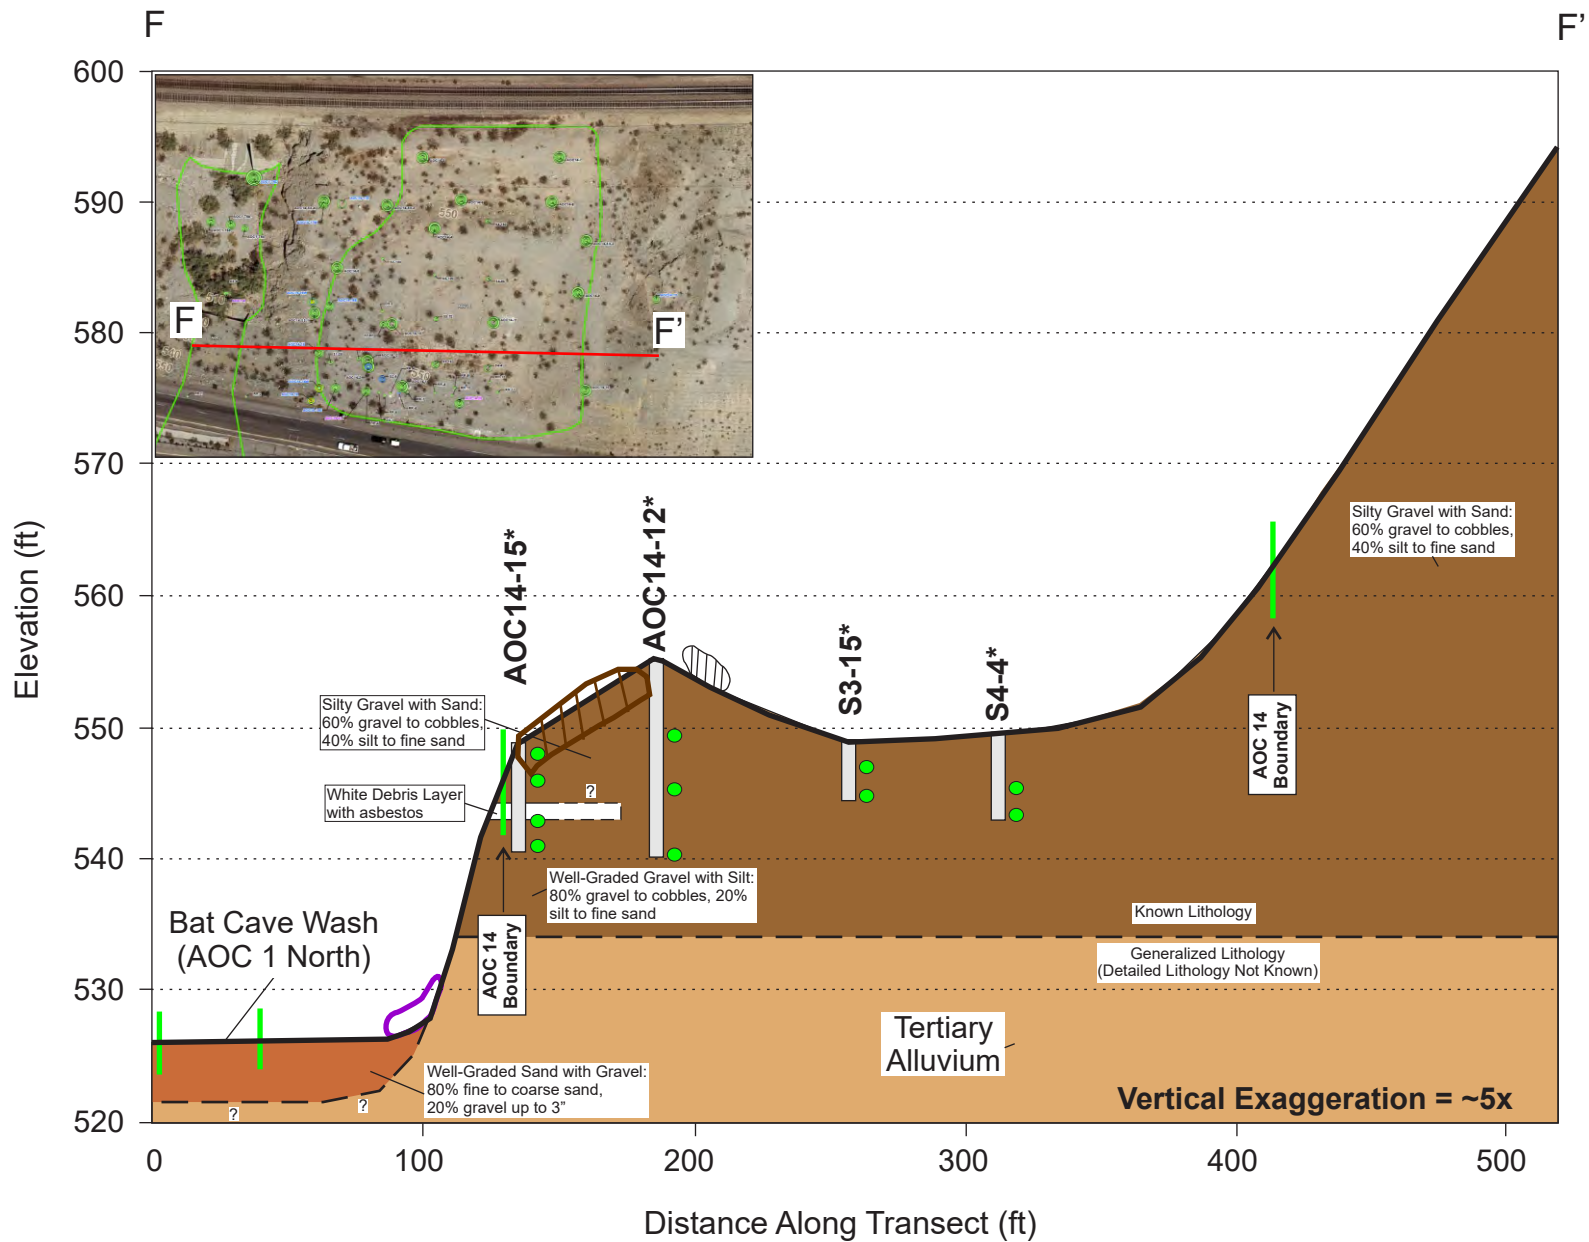 F
F'
600
590
580
570
560
550
540
530
520
Elevation (ft)
F
F'
550
510
AOC14-15*
AOC14-12*
S3-15*
S4-4*
Silty Gravel with Sand:
60% gravel to cobbles,
40% silt to fine sand
Silty Gravel with Sand:
60% gravel to cobbles,
40% silt to fine sand
White Debris Layer
with asbestos
?
AOC 14
Boundary
AOC 14
Boundary
Well-Graded Gravel with Silt:
80% gravel to cobbles, 20%
silt to fine sand
Known Lithology
Generalized Lithology
(Detailed Lithology Not Known)
Bat Cave Wash
(AOC 1 North)
Tertiary
Alluvium
Well-Graded Sand with Gravel:
80% fine to coarse sand,
20% gravel up to 3"
?
?
Vertical Exaggeration = ~5x
0
100
200
300
400
500
Distance Along Transect (ft)